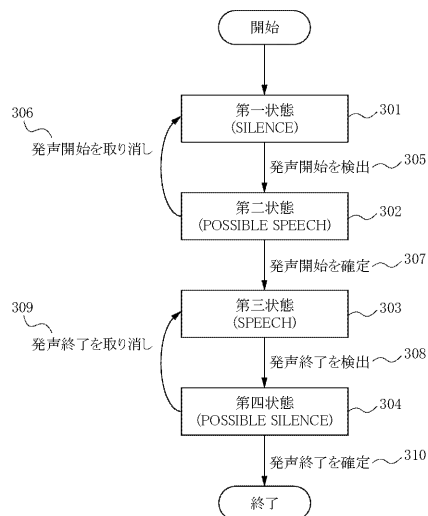 開始
第一状態
(SILENCE)
301
306
発声開始を取り消し
発声開始を検出
305
第二状態
(POSSIBLE SPEECH)
302
発声開始を確定
307
309
発声終了を取り消し
第三状態
(SPEECH)
303
発声終了を検出
308
第四状態
(POSSIBLE SILENCE)
304
発声終了を確定
310
終了